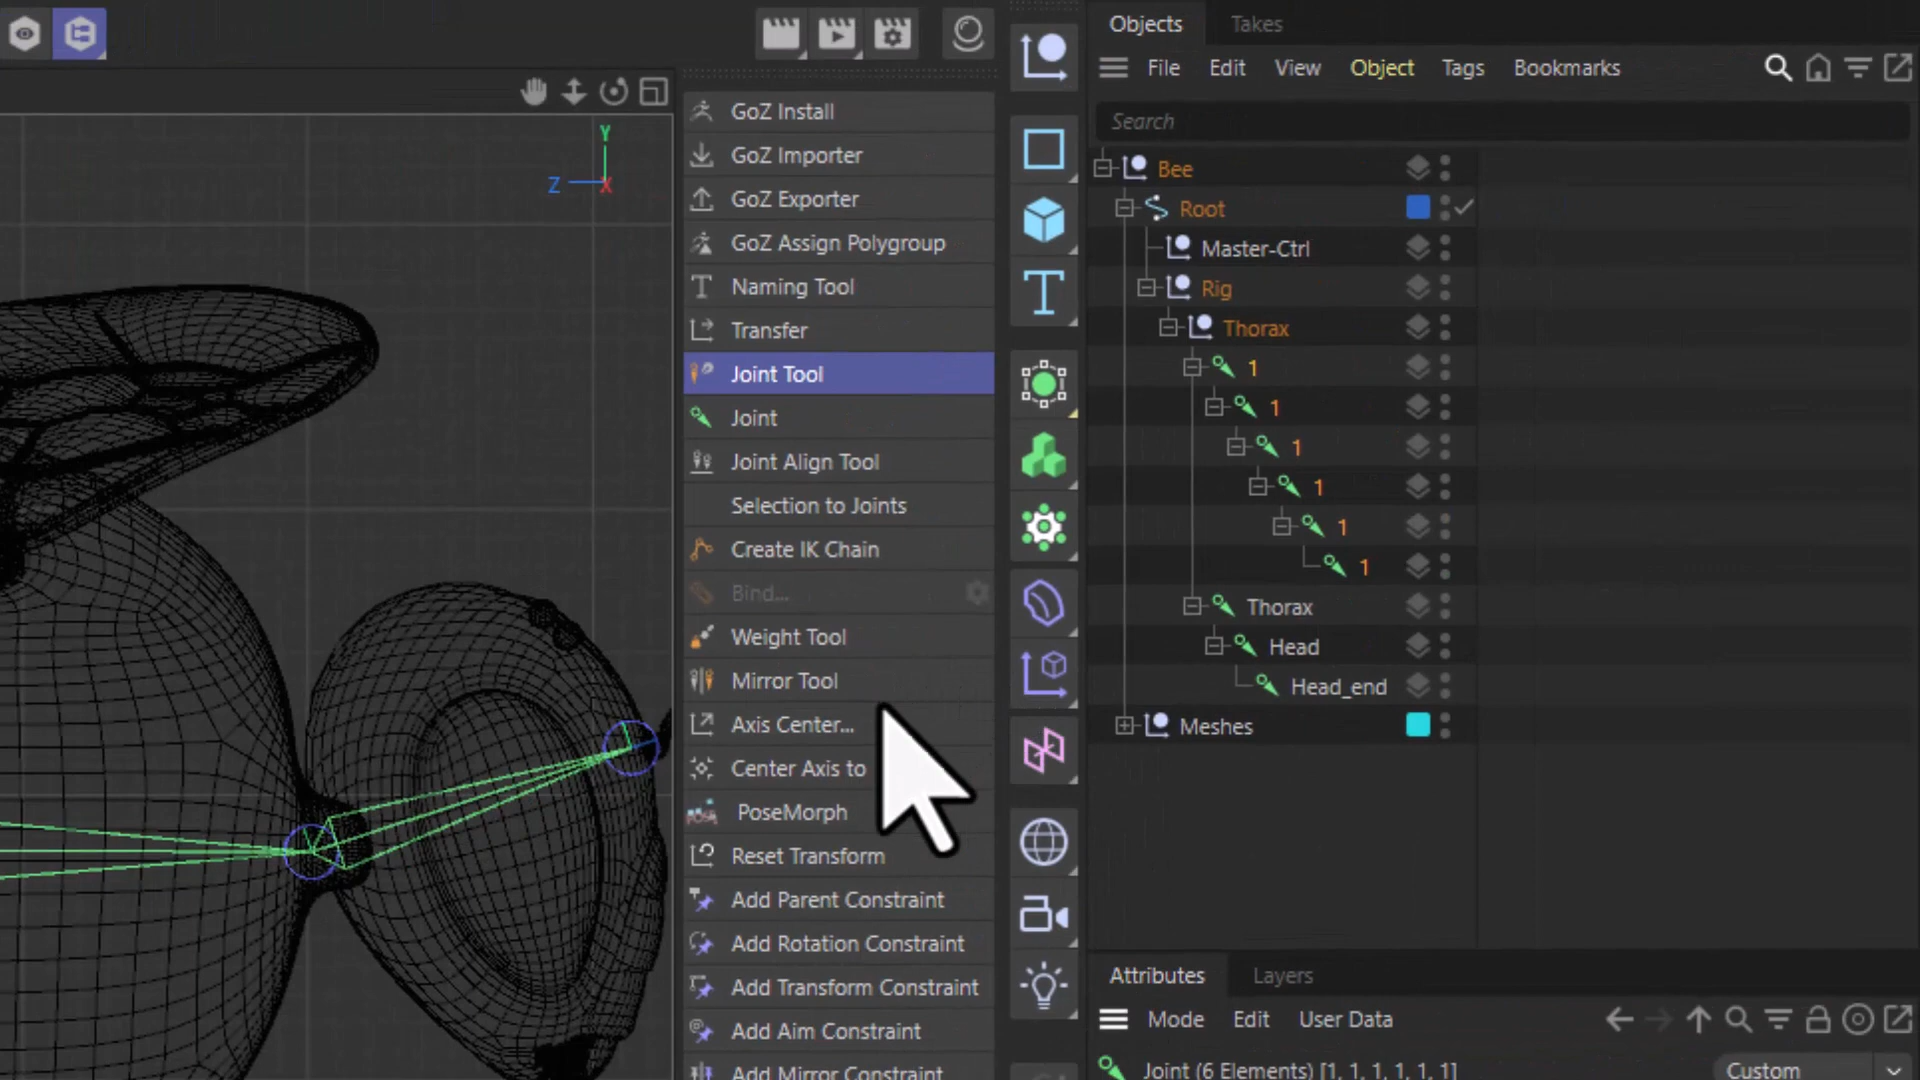 Objects
Takes
File
Edit
View
Object
Tags
Bookmarks
Search
Y
Z
X
GoZ Install
GoZ Importer
GoZ Exporter
GoZ Assign Polygroup
Naming Tool
Transfer
Joint Tool
Joint
Joint Align Tool
Selection to Joints
Create IK Chain
Bind...
Weight Tool
Mirror Tool
Axis Center...
Center Axis to
PoseMorph
Reset Transform
Add Parent Constraint
Add Rotation Constraint
Add Transform Constraint
Add Aim Constraint
Add Mirror Constraint
Bee
Root
Master-Ctrl
Rig
Thorax
1
1
1
1
1
1
Thorax
Head
Head_end
Meshes
Attributes
Layers
Mode
Edit
User Data
Joint (6 Elements) [1, 1, 1, 1, 1, 1]
Custom